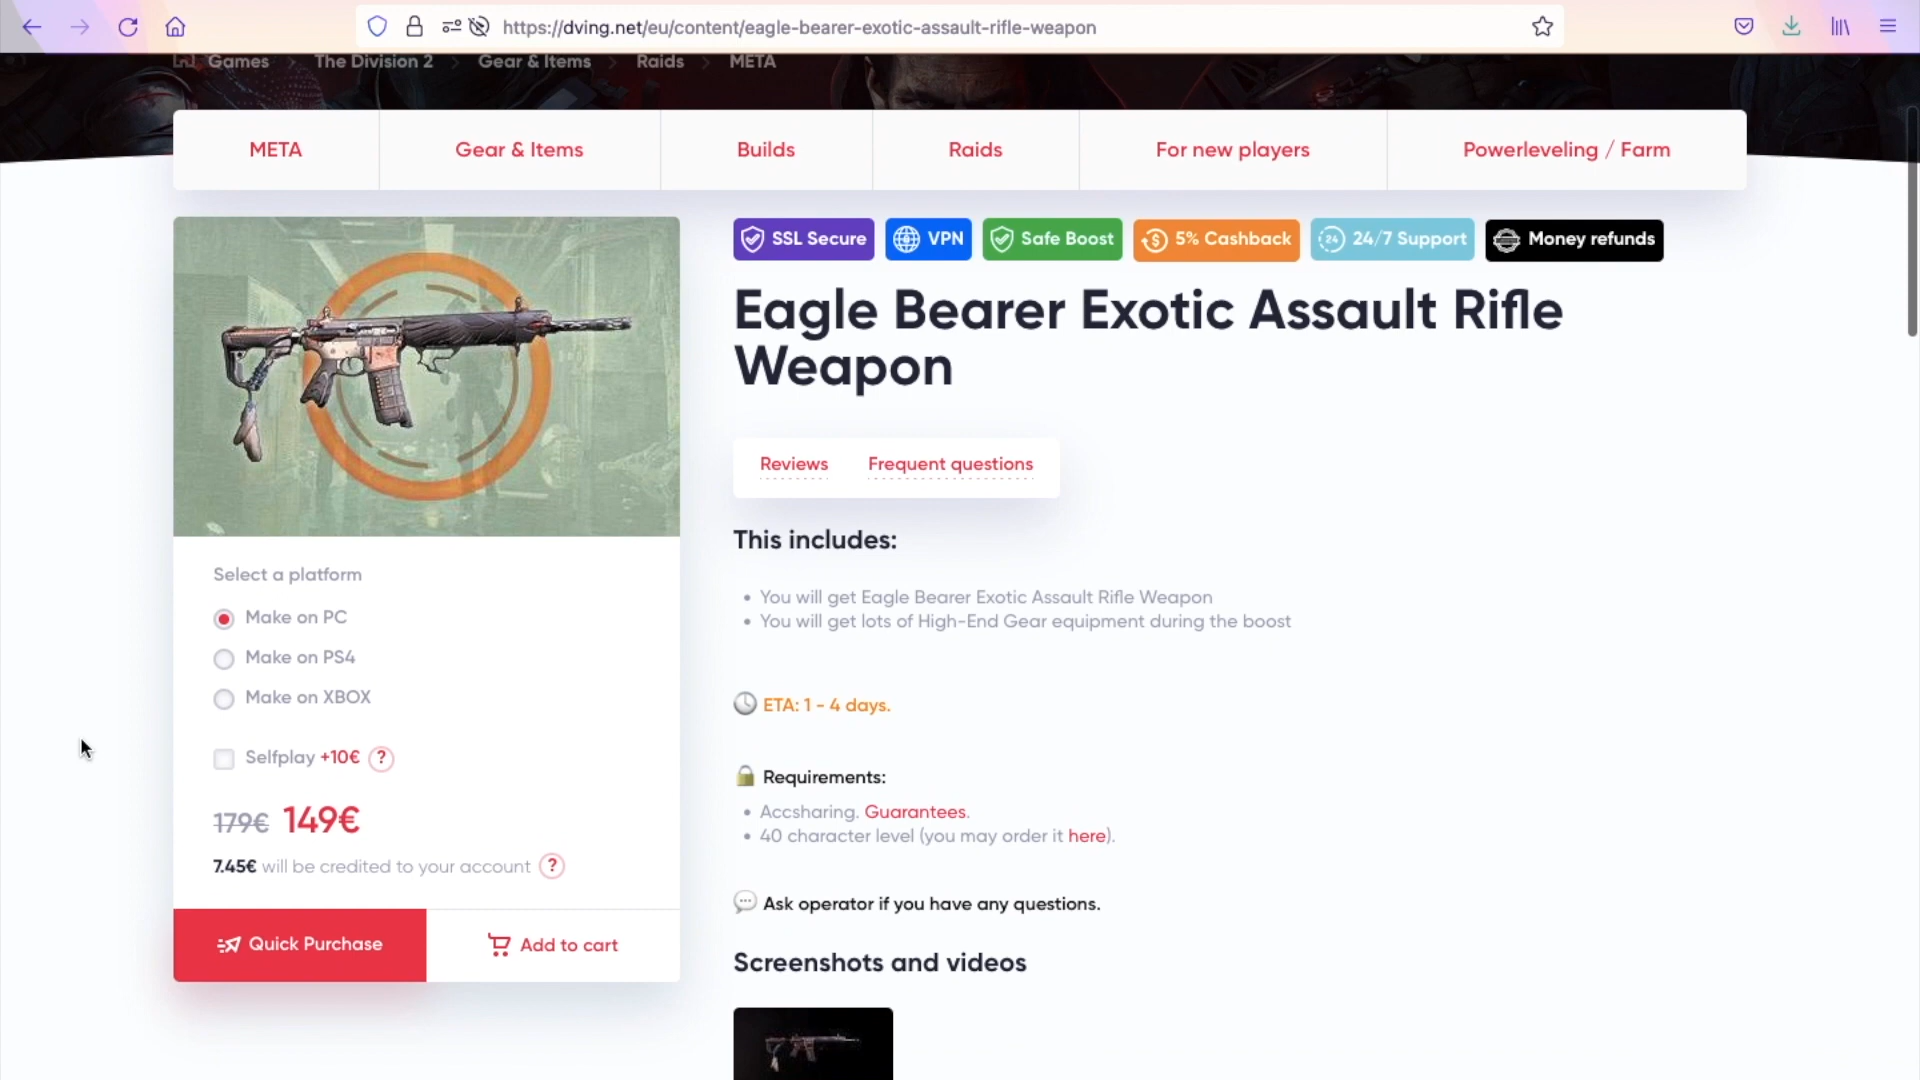 https://dving.net/eu/content/eagle-bearer-exotic-assault-rifle-weapon
Games > The Division 2 > Gear & Items > Raids > META
META
Gear & Items
Builds
Raids
For new players
Powerleveling / Farm
SSL Secure
VPN
Safe Boost
5% Cashback
24/7 Support
Money refunds
Eagle Bearer Exotic Assault Rifle
Weapon
Reviews
Frequent questions
This includes:
• You will get Eagle Bearer Exotic Assault Rifle Weapon
• You will get lots of High-End Gear equipment during the boost
ETA: 1 - 4 days.
Requirements:
• Accsharing. Guarantees.
• 40 character level (you may order it here).
Ask operator if you have any questions.
Screenshots and videos
Select a platform
Make on PC
Make on PS4
Make on XBOX
Selfplay +10€ ?
179€ 149€
7.45€ will be credited to your account ?
Quick Purchase
Add to cart